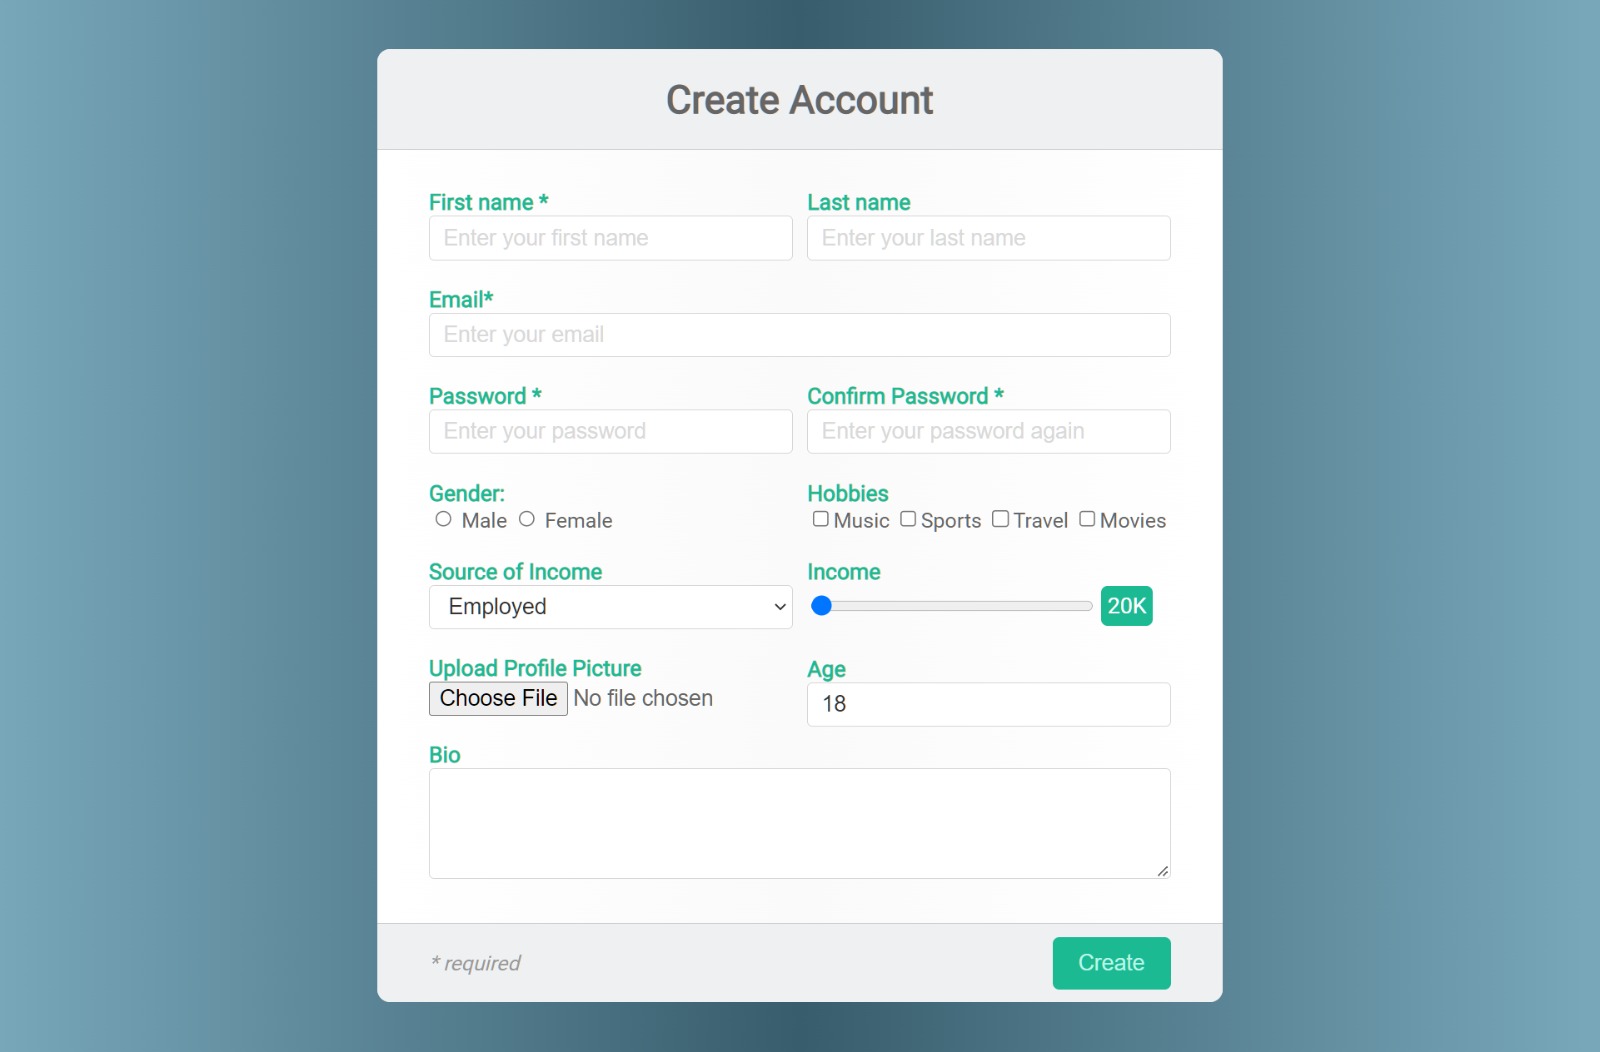 Create Account
First name * Last name
Enter your first name Enter your last name
Email*
Enter your email
Password * Confirm Password *
Enter your password Enter your password again
Gender: Hobbies
Male Female Music Sports Travel Movies
Source of Income Income
Employed 20K
Upload Profile Picture Age
Choose File No file chosen 18
Bio
* required Create